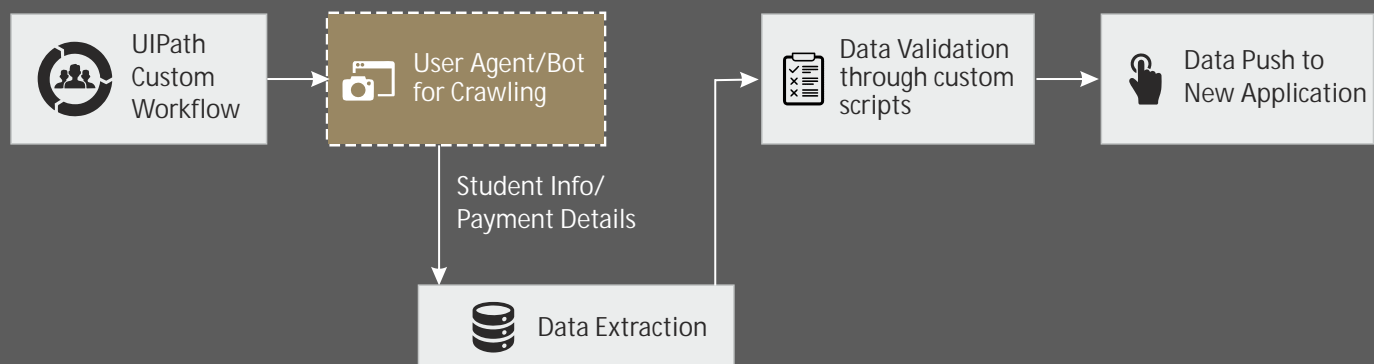 UIPath
Custom
Workflow
User Agent/Bot
for Crawling
Student Info/
Payment Details
Data Extraction
Data Validation
through custom
scripts
Data Push to
New Application